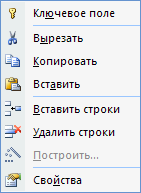 Ключевое поле
Вырезать
Копировать
Вставить
Вставить строки
Удалить строки
Построить...
Свойства